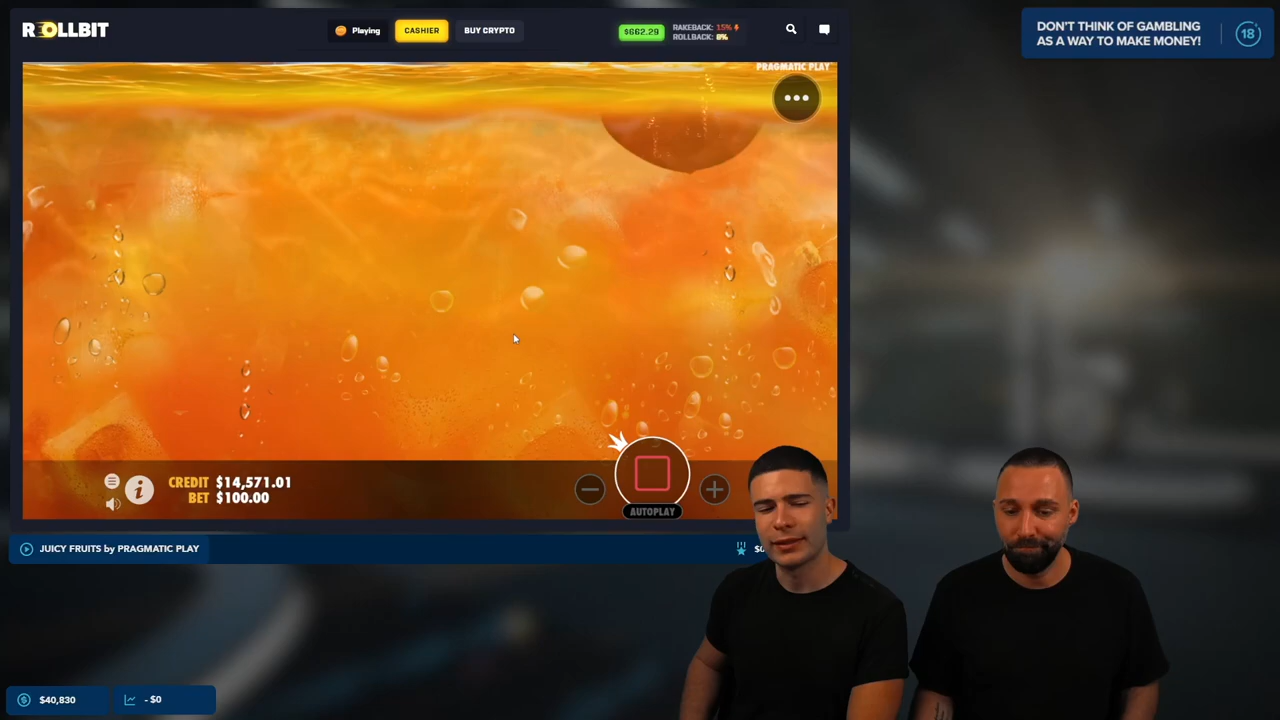 ROLLBIT
Playing
CASHIER
BUY CRYPTO
$662.29
RAKEBACK: 15%
ROLLBACK: 0%
DON'T THINK OF GAMBLING
AS A WAY TO MAKE MONEY!
18
PRAGMATIC PLAY
CREDIT $14,571.01
BET $100.00
AUTOPLAY
JUICY FRUITS by PRAGMATIC PLAY
$40,830
- $0